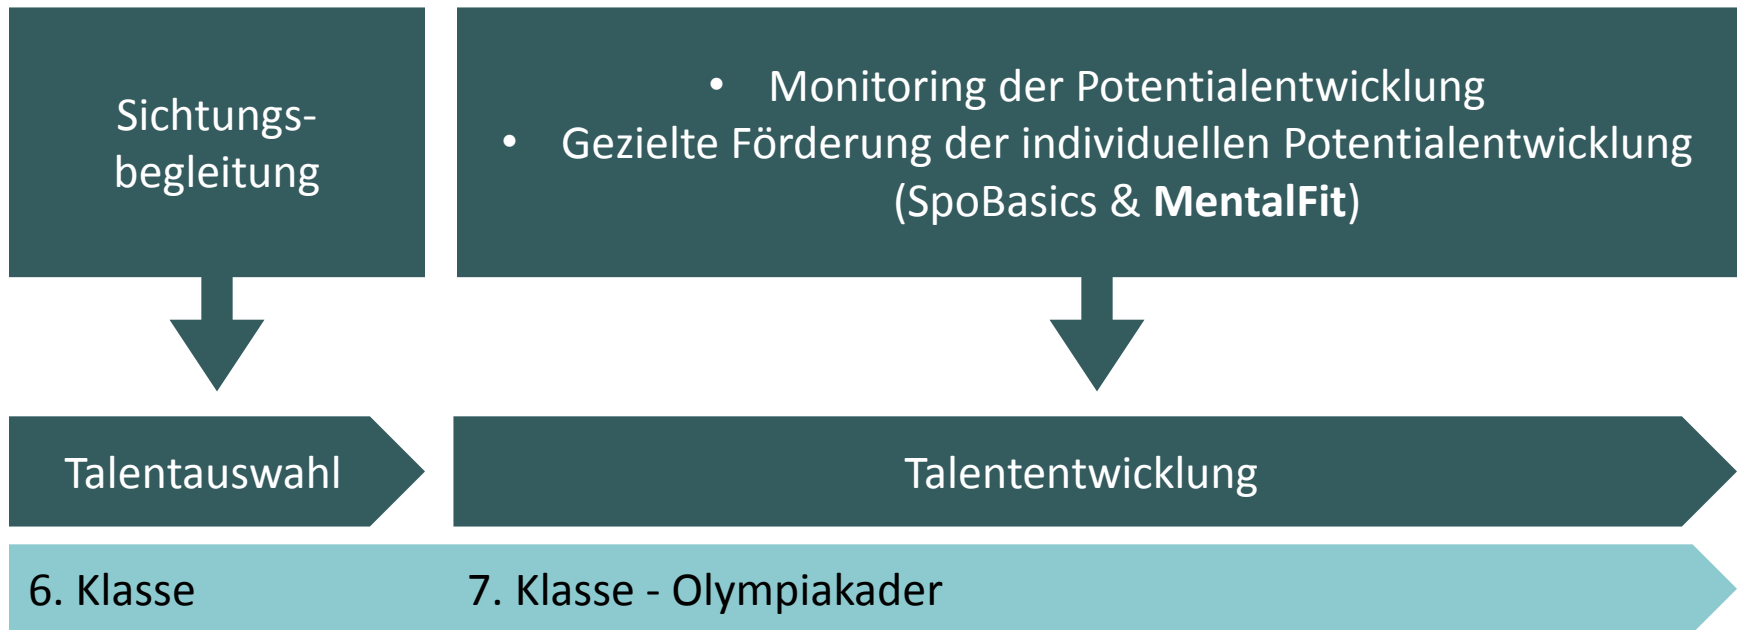 Sichtungs-
begleitung
• Monitoring der Potentialentwicklung
• Gezielte Förderung der individuellen Potentialentwicklung
(SpoBasics & MentalFit)
Talentauswahl
Talententwicklung
6. Klasse
7. Klasse - Olympiakader